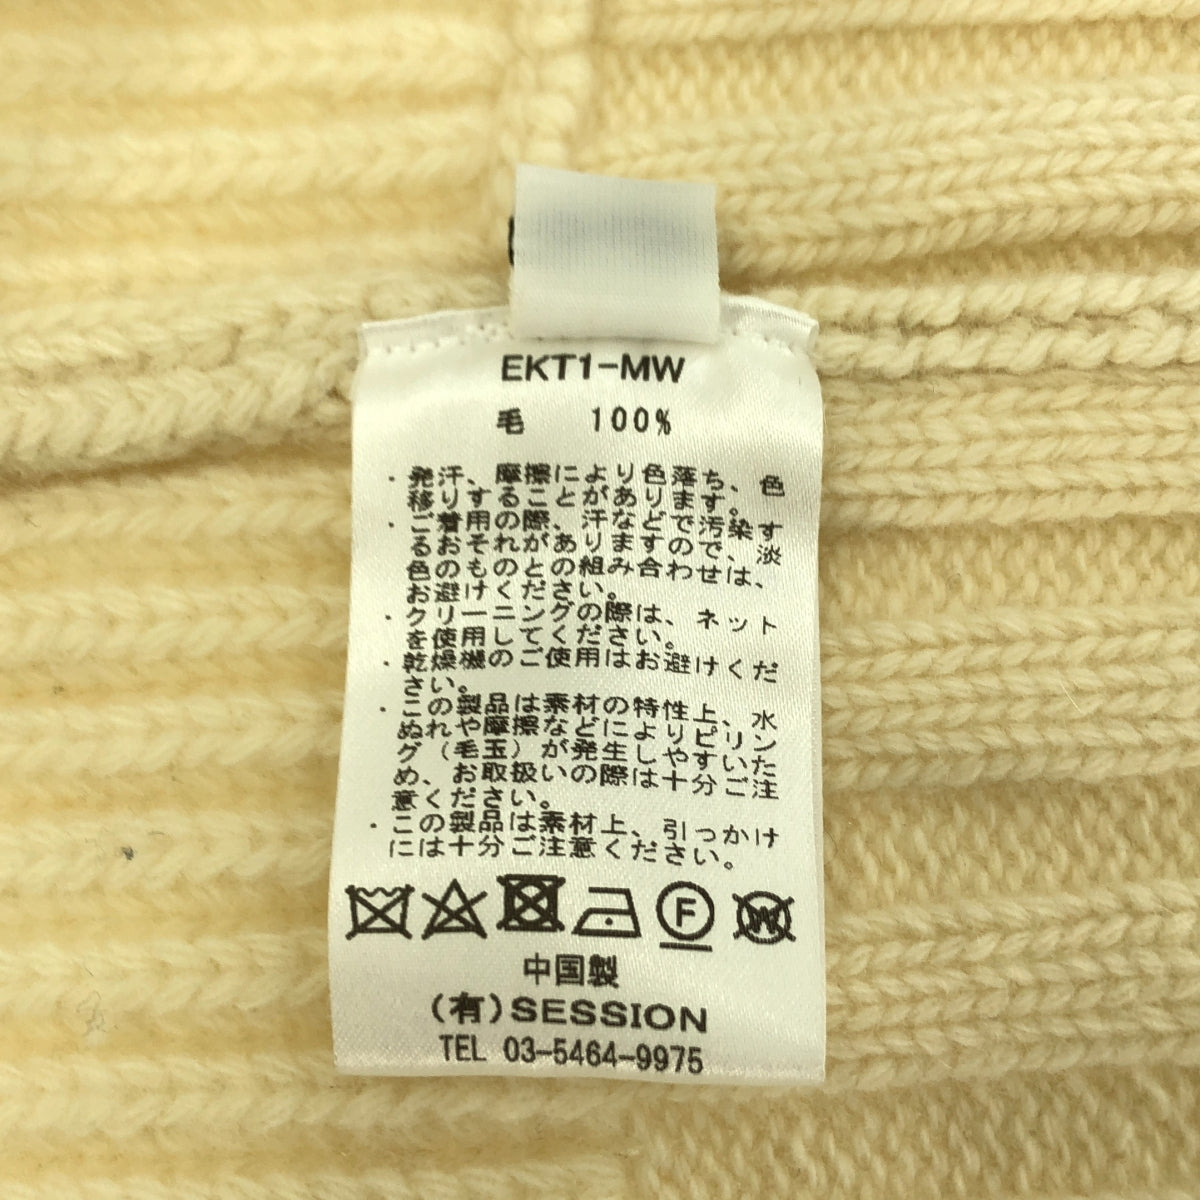 EKT1-MW
毛 100%
・発汗、摩擦により色落ち、色
移りすることがあります。
・ご着用の際、汗などで汚染す
るおそれがありますので、淡
色のものとの組み合わせは、
お避けください。
・クリーニングの際は、ネット
を使用してください。
・乾燥機のご使用はお避けくだ
さい。
・この製品は素材の特性上、水
ぬれや摩擦などによりピリン
グ（毛玉）が発生しやすいた
め、お取扱いの際は十分ご注
意ください。
・この製品は素材上、引っかけ
には十分ご注意ください。
F W
中国製
(有)SESSION
TEL 03-5464-9975